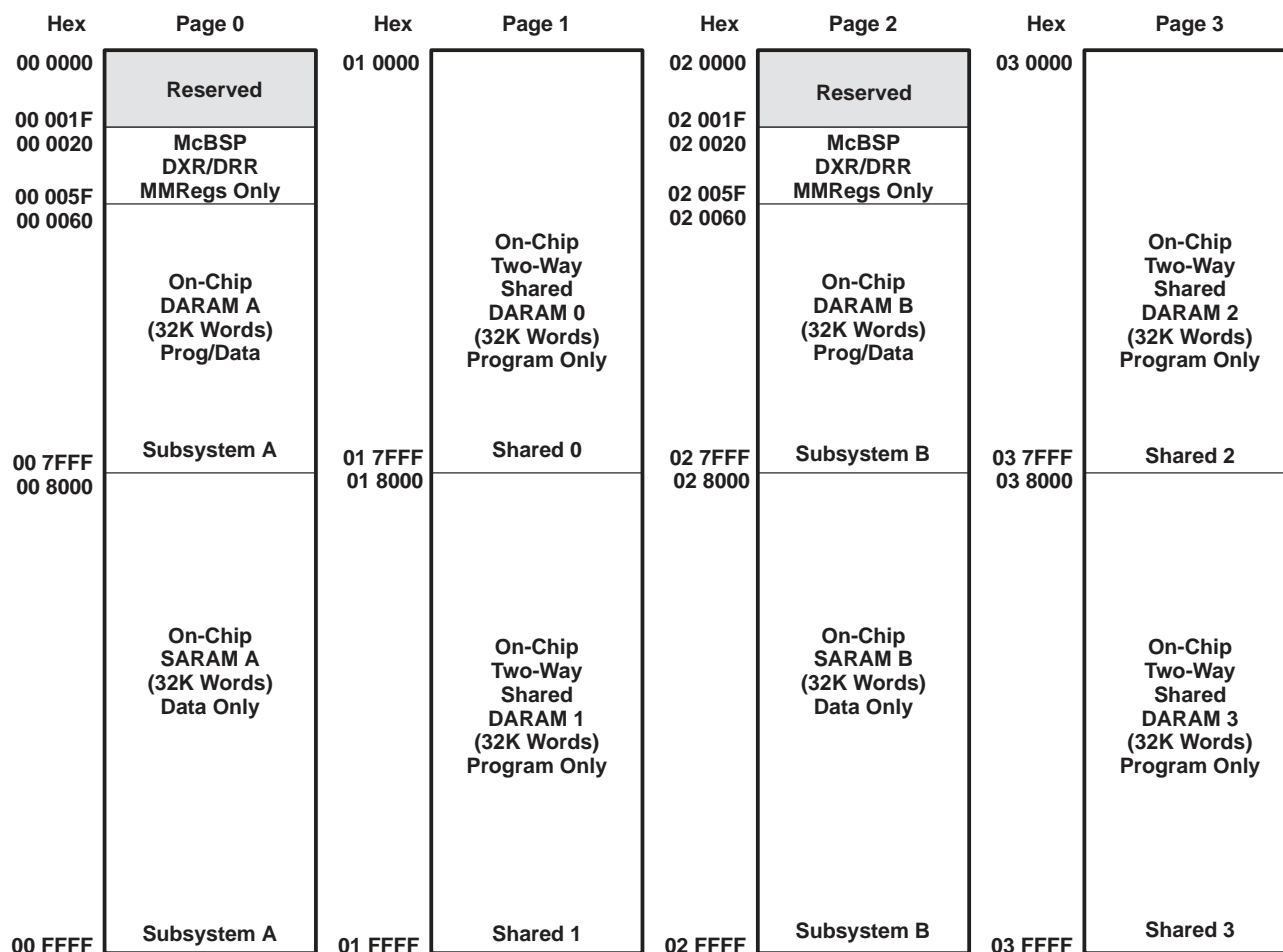 Hex Page 0 Hex Page 1 Hex Page 2 Hex Page 3
00 0000
Reserved
00 001F
00 0020
McBSP
DXR/DRR
MMRegs Only
00 005F
00 0060
On-Chip
DARAM A
(32K Words)
Prog/Data
Subsystem A
00 7FFF
00 8000
On-Chip
SARAM A
(32K Words)
Data Only
Subsystem A
00 FFFF
01 0000
On-Chip
Two-Way
Shared
DARAM 0
(32K Words)
Program Only
Shared 0
01 7FFF
01 8000
On-Chip
Two-Way
Shared
DARAM 1
(32K Words)
Program Only
Shared 1
01 FFFF
02 0000
Reserved
02 001F
02 0020
McBSP
DXR/DRR
MMRegs Only
02 005F
02 0060
On-Chip
DARAM B
(32K Words)
Prog/Data
Subsystem B
02 7FFF
02 8000
On-Chip
SARAM B
(32K Words)
Data Only
Subsystem B
02 FFFF
03 0000
On-Chip
Two-Way
Shared
DARAM 2
(32K Words)
Program Only
Shared 2
03 7FFF
03 8000
On-Chip
Two-Way
Shared
DARAM 3
(32K Words)
Program Only
Shared 3
03 FFFF